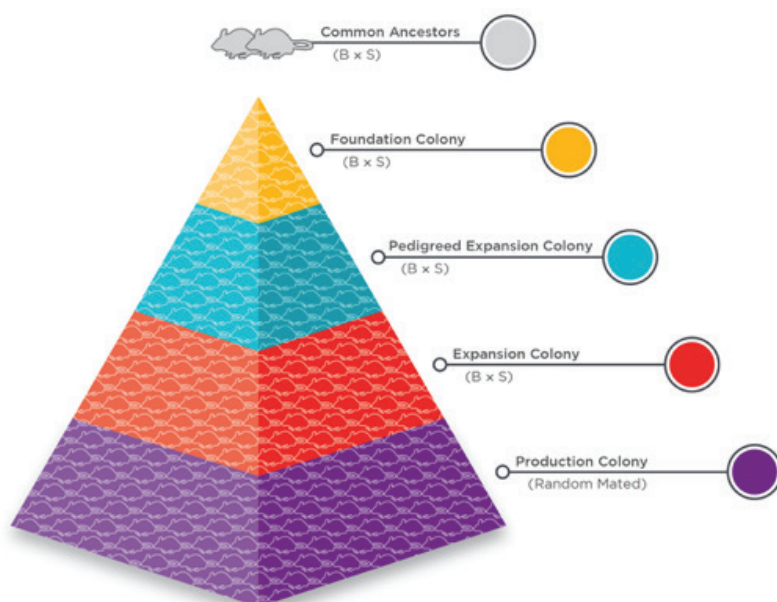 Common Ancestors
(B × S)
Foundation Colony
(B × S)
Pedigreed Expansion Colony
(B × S)
Expansion Colony
(B × S)
Production Colony
(Random Mated)